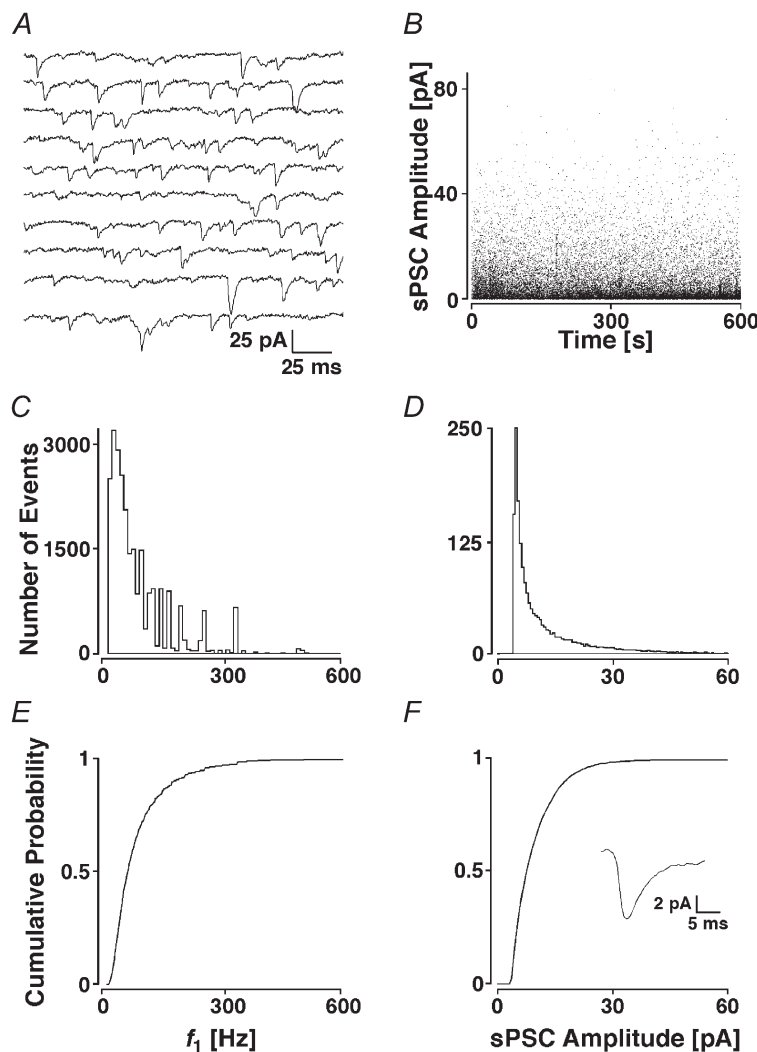 A
25 pA
25 ms
B
sPSC Amplitude [pA]
80
40
0
0
300
600
Time [s]
C
Number of Events
3000
1500
0
0
300
600
D
250
125
0
0
30
60
E
Cumulative Probability
1
0.5
0
0
300
600
f1 [Hz]
F
1
0.5
0
2 pA
5 ms
0
30
60
sPSC Amplitude [pA]